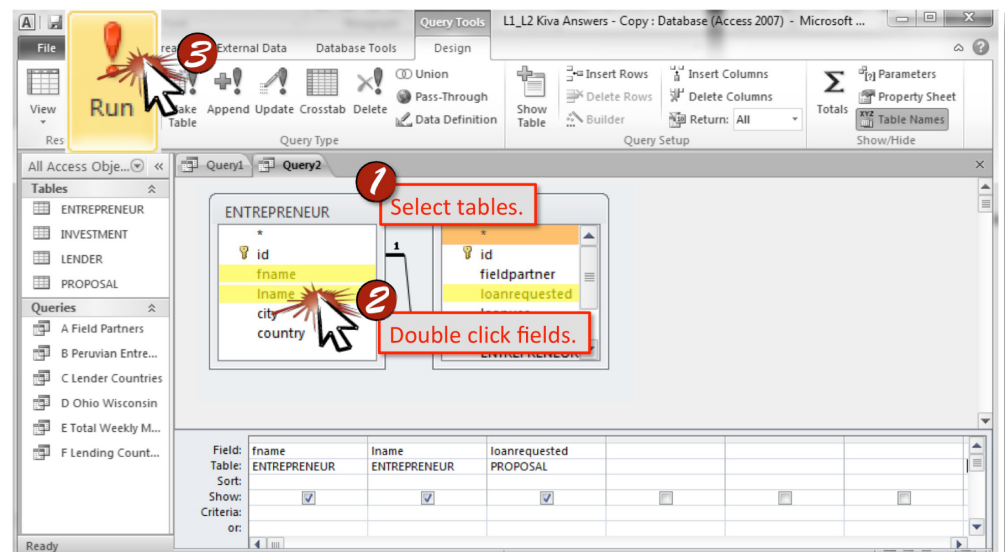 A
Query Tools
L1_L2 Kiva Answers - Copy : Database (Access 2007) - Microsoft ...
File
External Data
Database Tools
Design
3
Run
View
Make Table
Append
Update
Crosstab
Delete
Union
Pass-Through
Data Definition
Show Table
Insert Rows
Delete Rows
Builder
Insert Columns
Delete Columns
Return: All
Totals
Parameters
Property Sheet
Table Names
Res
Query Type
Query Setup
Show/Hide
All Access Obje...
Query1
Query2
Tables
ENTREPRENEUR
INVESTMENT
LENDER
PROPOSAL
Queries
A Field Partners
B Peruvian Entre...
C Lender Countries
D Ohio Wisconsin
E Total Weekly M...
F Lending Count...
1
Select tables.
ENTREPRENEUR
*
id
fname
lname
city
country
1
*
id
fieldpartner
loanrequested
ENTREPRENEUR
2
Double click fields.
Field: fname lname loanrequested
Table: ENTREPRENEUR ENTREPRENEUR PROPOSAL
Sort:
Show:
Criteria:
or:
Ready